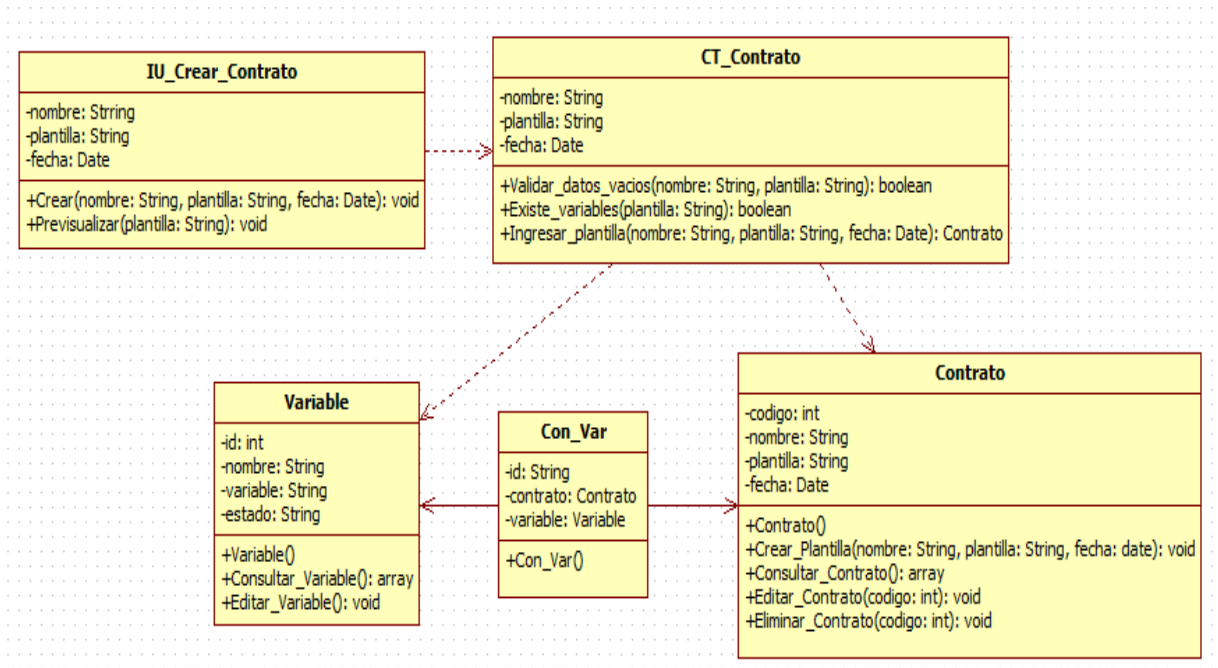 IU_Crear_Contrato
-nombre: Strring
-plantilla: String
-fecha: Date
+Crear(nombre: String, plantilla: String, fecha: Date): void
+Previsualizar(plantilla: String): void
CT_Contrato
-nombre: String
-plantilla: String
-fecha: Date
+Validar_datos_vacios(nombre: String, plantilla: String): boolean
+Existe_variables(plantilla: String): boolean
+Ingresar_plantilla(nombre: String, plantilla: String, fecha: Date): Contrato
Variable
-id: int
-nombre: String
-variable: String
-estado: String
+Variable()
+Consultar_Variable(): array
+Editar_Variable(): void
Con_Var
-id: String
-contrato: Contrato
-variable: Variable
+Con_Var()
Contrato
-codigo: int
-nombre: String
-plantilla: String
-fecha: Date
+Contrato()
+Crear_Plantilla(nombre: String, plantilla: String, fecha: date): void
+Consultar_Contrato(): array
+Editar_Contrato(codigo: int): void
+Eliminar_Contrato(codigo: int): void